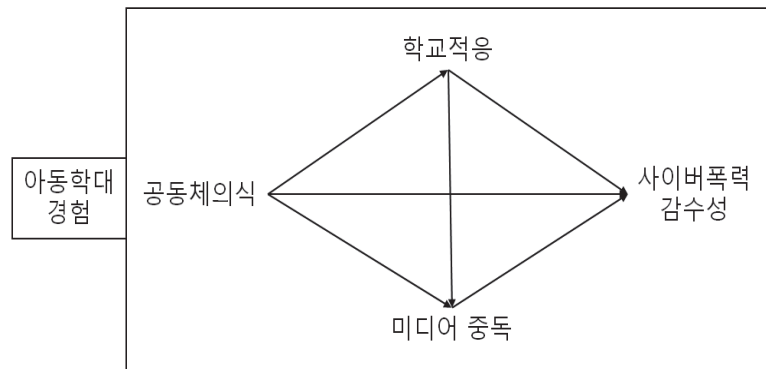 학교적응
아동학대
경험
공동체의식
사이버폭력
감수성
미디어 중독